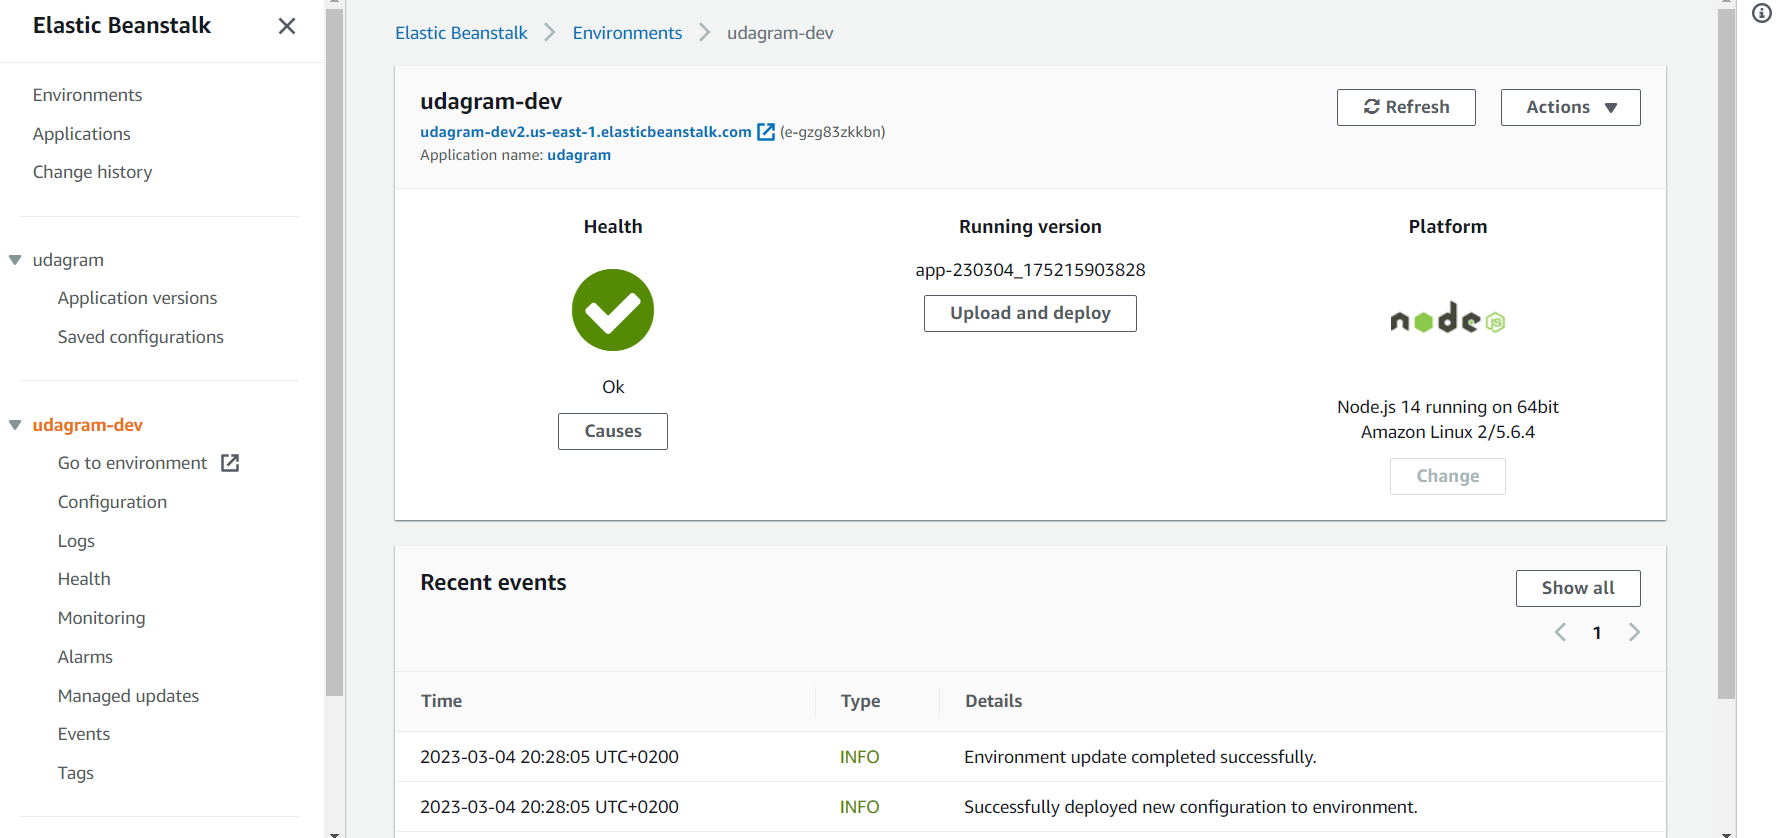 Elastic Beanstalk
Environments
Applications
Change history
udagram
Application versions
Saved configurations
udagram-dev
Go to environment
Configuration
Logs
Health
Monitoring
Alarms
Managed updates
Events
Tags
Elastic Beanstalk Environments udagram-dev
udagram-dev
Refresh
Actions
udagram-dev2.us-east-1.elasticbeanstalk.com (e-gzg83zkkbn)
Application name: udagram
Health
Ok
Causes
Running version
app-230304_175215903828
Upload and deploy
Platform
node JS
Node.js 14 running on 64bit
Amazon Linux 2/5.6.4
Change
Recent events
Show all
1
Time Type Details
2023-03-04 20:28:05 UTC+0200 INFO Environment update completed successfully.
2023-03-04 20:28:05 UTC+0200 INFO Successfully deployed new configuration to environment.